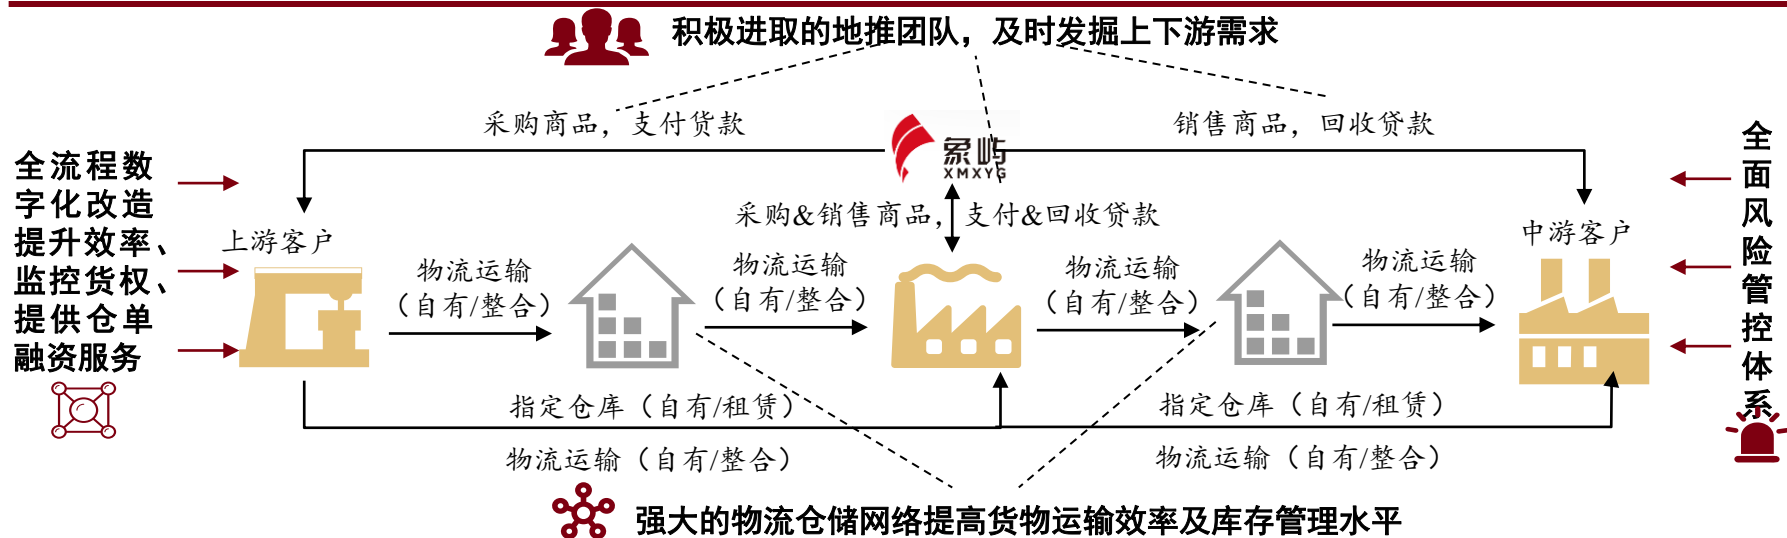 积极进取的地推团队，及时发掘上下游需求
采购商品，支付货款
销售商品，回收贷款
象屿
XMXYG
全流程数
字化改造
提升效率、
监控货权、
提供仓单
融资服务
全
面
风
险
管
控
体
系
采购&销售商品，支付&回收贷款
上游客户
中游客户
物流运输
（自有/整合）
物流运输
（自有/整合）
物流运输
（自有/整合）
物流运输
（自有/整合）
指定仓库（自有/租赁）
指定仓库（自有/租赁）
物流运输（自有/整合）
物流运输（自有/整合）
强大的物流仓储网络提高货物运输效率及库存管理水平